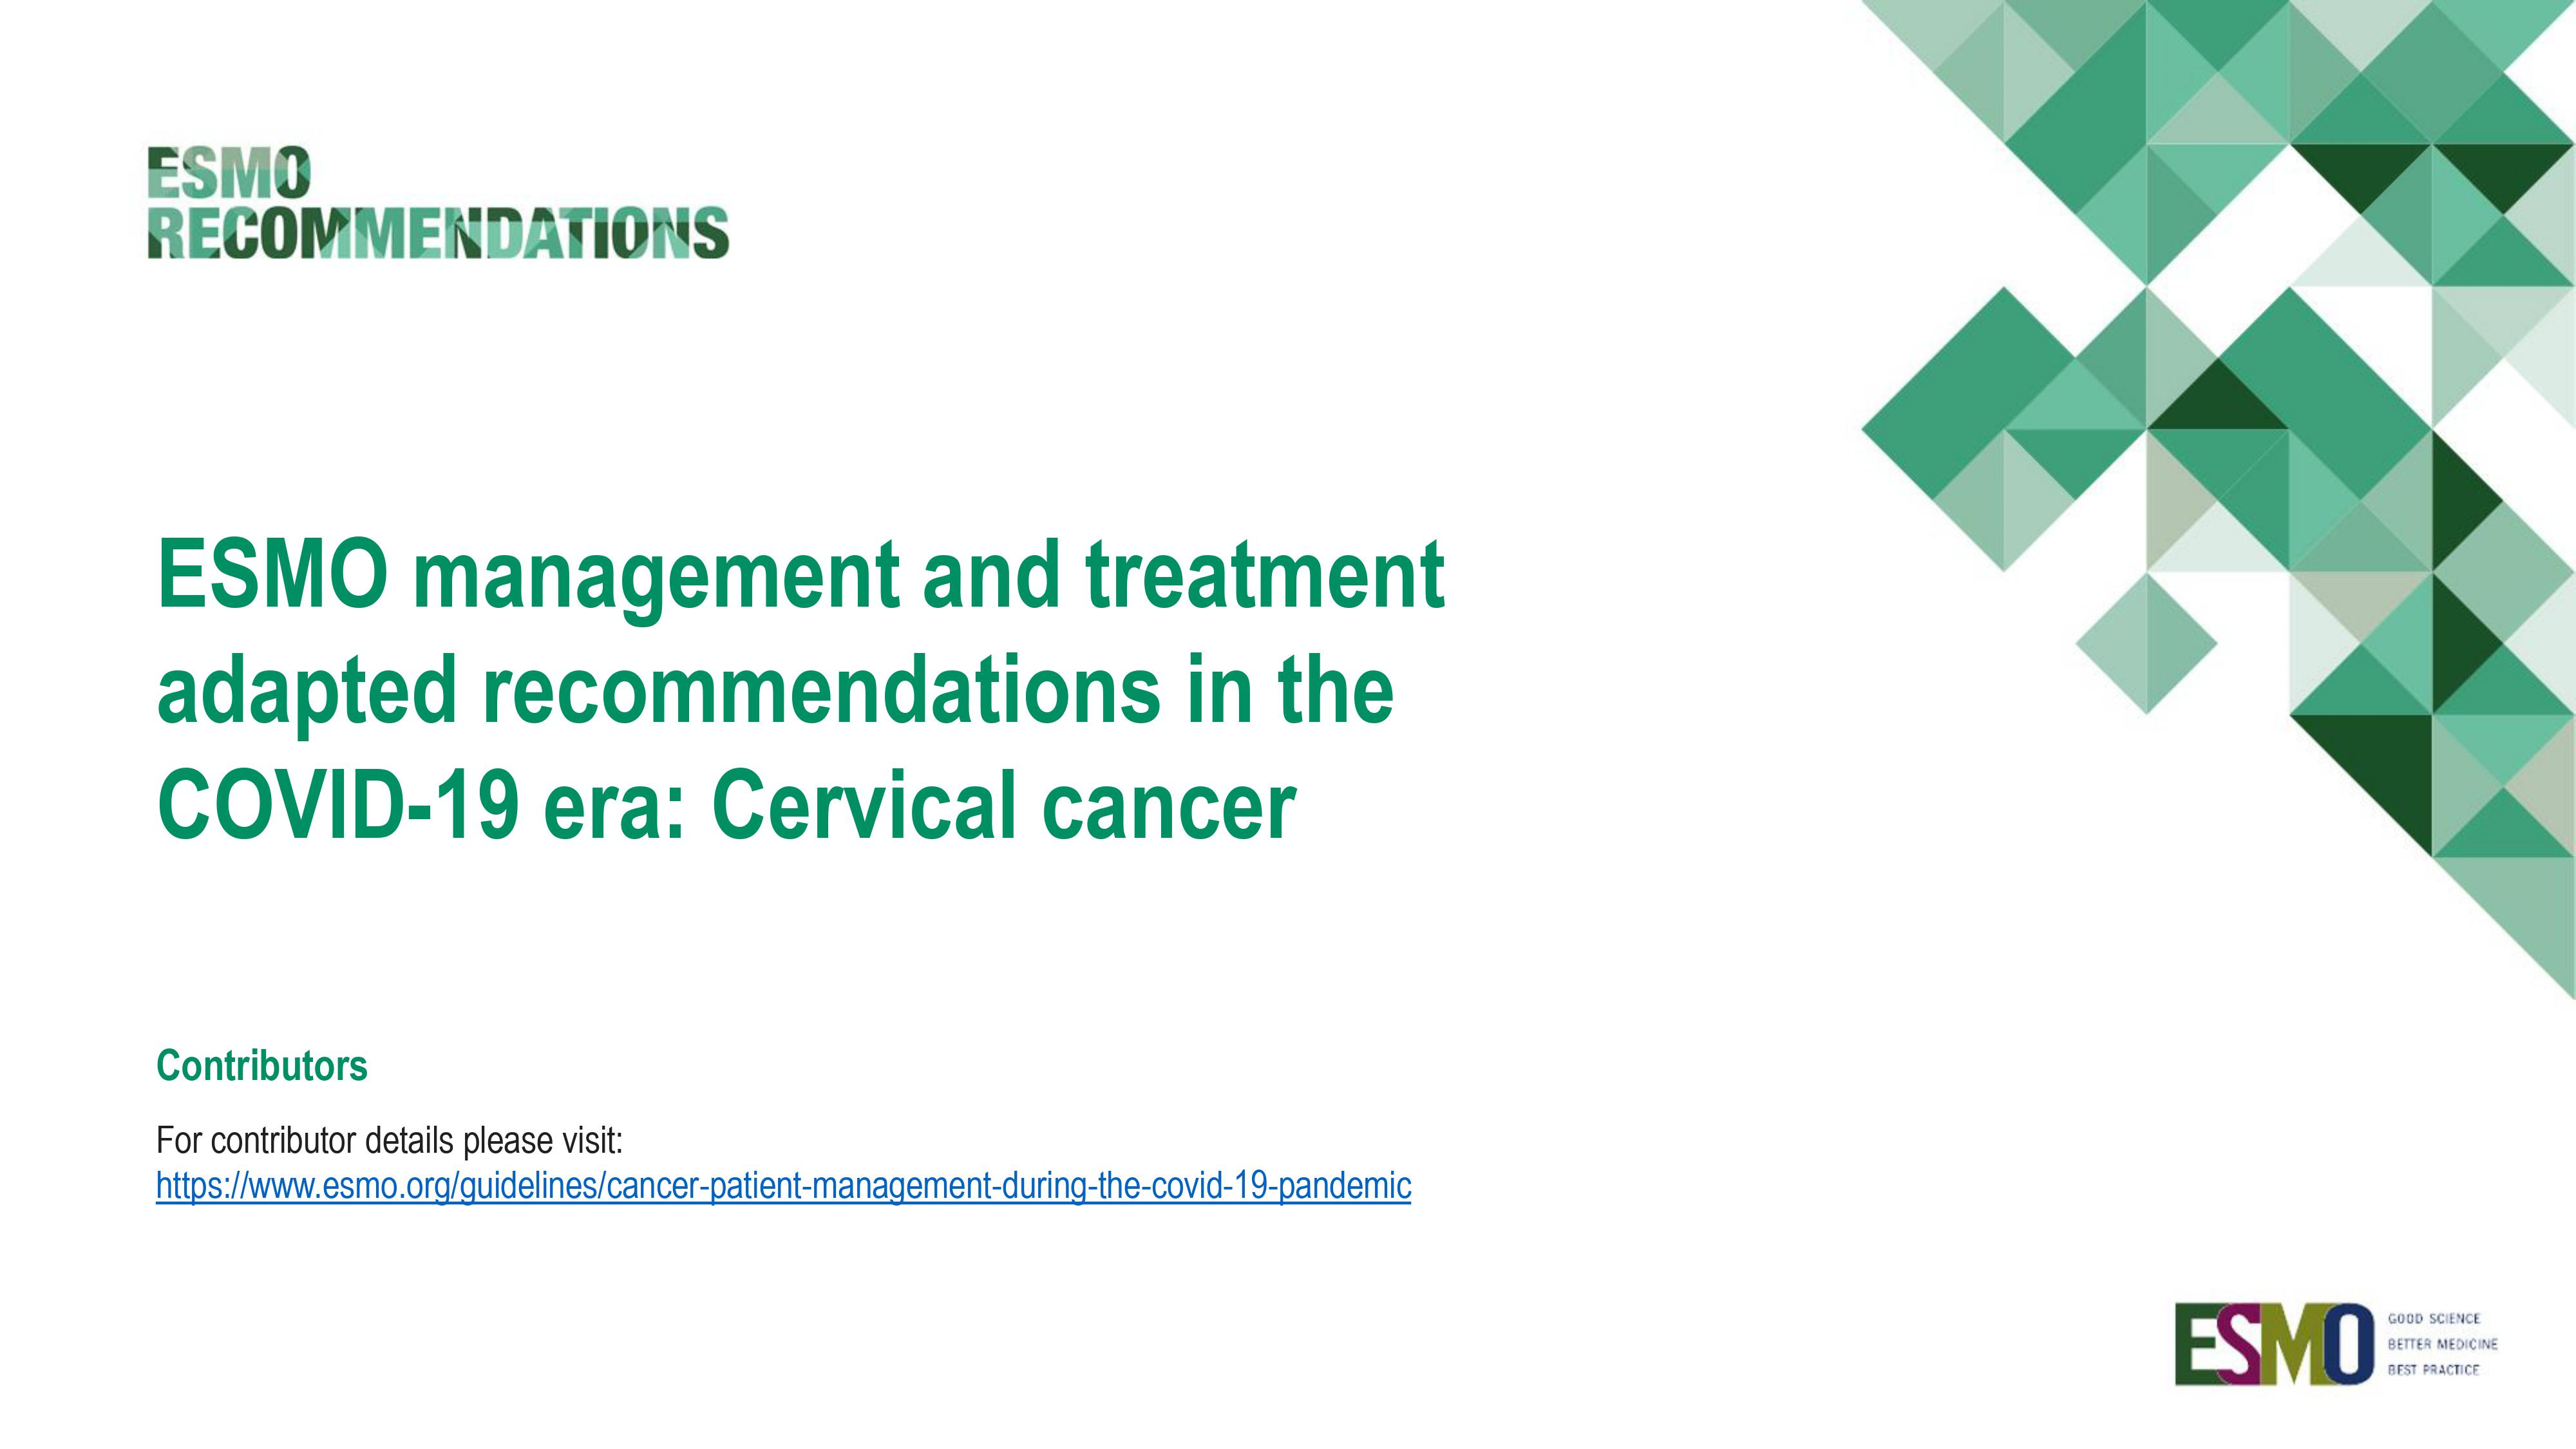 ESMO
RECOMMENDATIONS
ESMO management and treatment
adapted recommendations in the
COVID-19 era: Cervical cancer
Contributors
For contributor details please visit:
https://www.esmo.org/guidelines/cancer-patient-management-during-the-covid-19-pandemic
ESMO
GOOD SCIENCE
BETTER MEDICINE
BEST PRACTICE